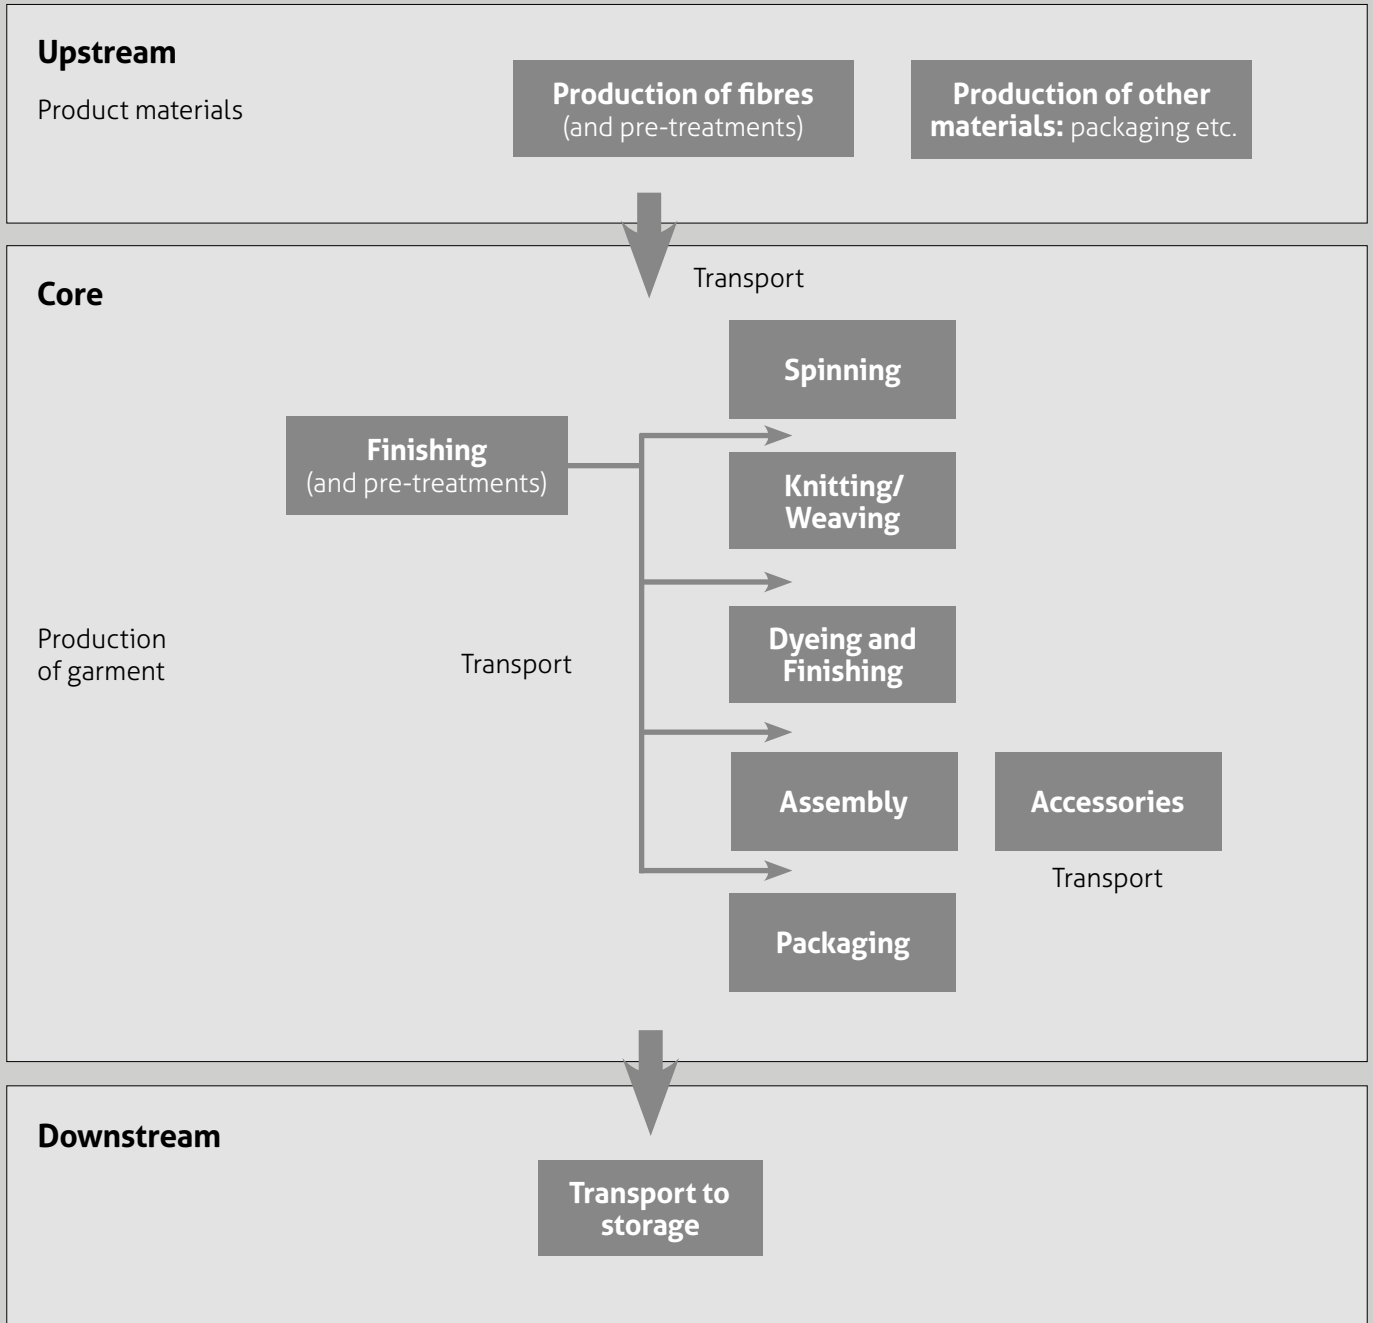 Upstream
Product materials
Production of fibres
(and pre-treatments)
Production of other
materials: packaging etc.
Core
Transport
Spinning
Finishing
(and pre-treatments)
Knitting/
Weaving
Production
of garment
Transport
Dyeing and
Finishing
Assembly
Accessories
Transport
Packaging
Downstream
Transport to
storage